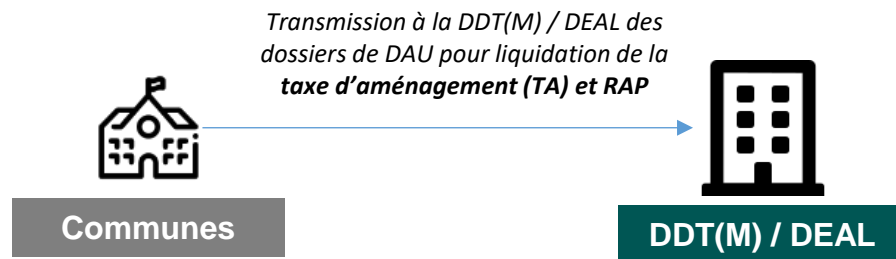 Transmission à la DDT(M) / DEAL des
dossiers de DAU pour liquidation de la
taxe d’aménagement (TA) et RAP
Communes
DDT(M) / DEAL